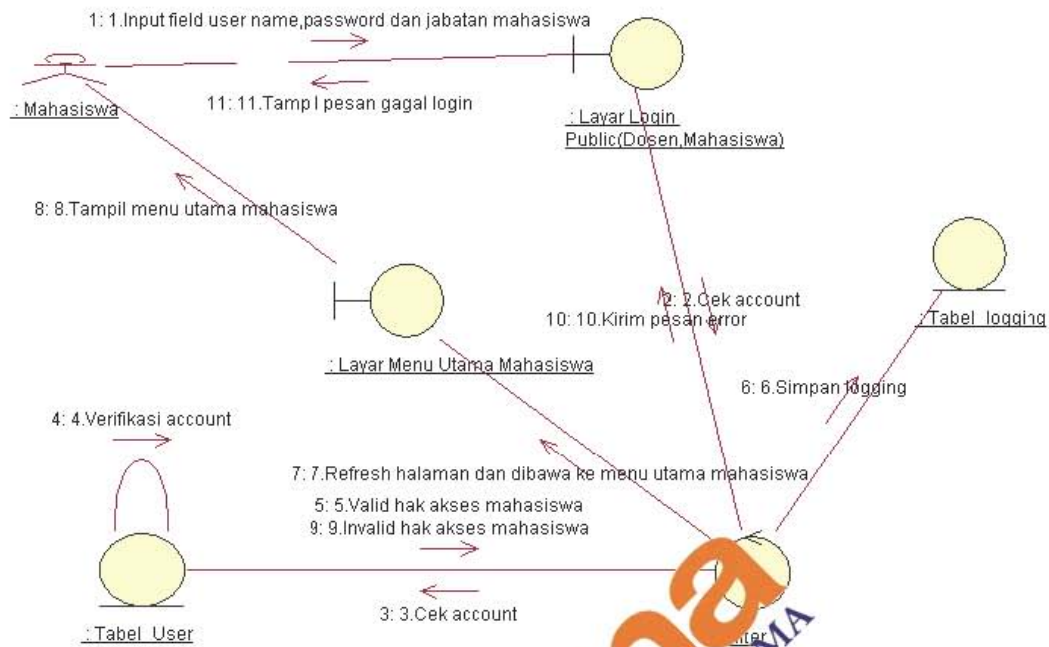 1: 1.Input field user name,password dan jabatan mahasiswa
11: 11.Tampil pesan gagal login
: Mahasiswa
: Layar Login
Public(Dosen,Mahasiswa)
8: 8.Tampil menu utama mahasiswa
2: 2.Cek account
10: 10.Kirim pesan error
: Tabel_logging
: Layar Menu Utama Mahasiswa
6: 6.Simpan logging
4: 4.Verifikasi account
7: 7.Refresh halaman dan dibawa ke menu utama mahasiswa
5: 5.Valid hak akses mahasiswa
9: 9.Invalid hak akses mahasiswa
3: 3.Cek account
: Tabel_User